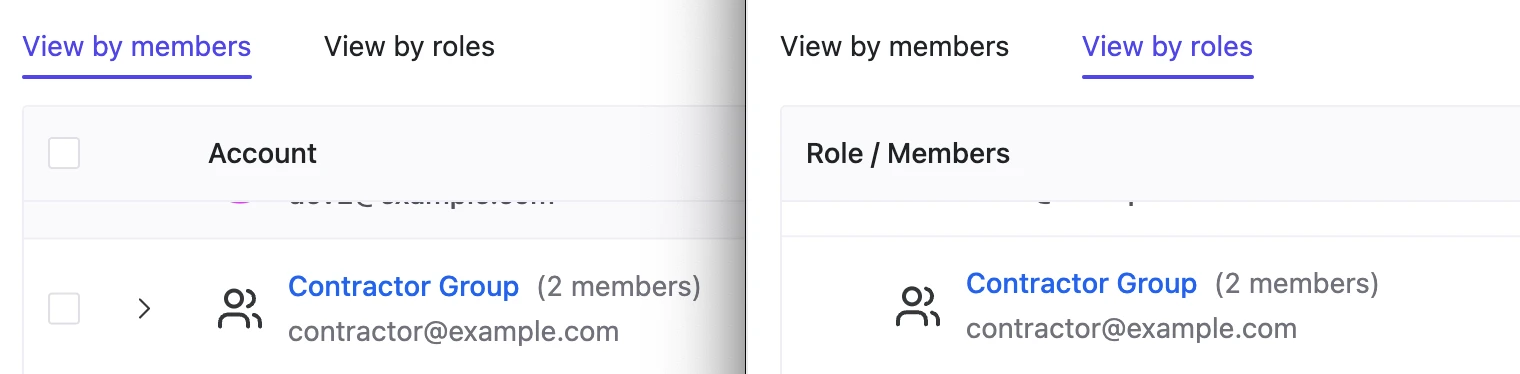 View by members View by roles
Account
Contractor Group (2 members)
contractor@example.com
View by members View by roles
Role / Members
Contractor Group (2 members)
contractor@example.com